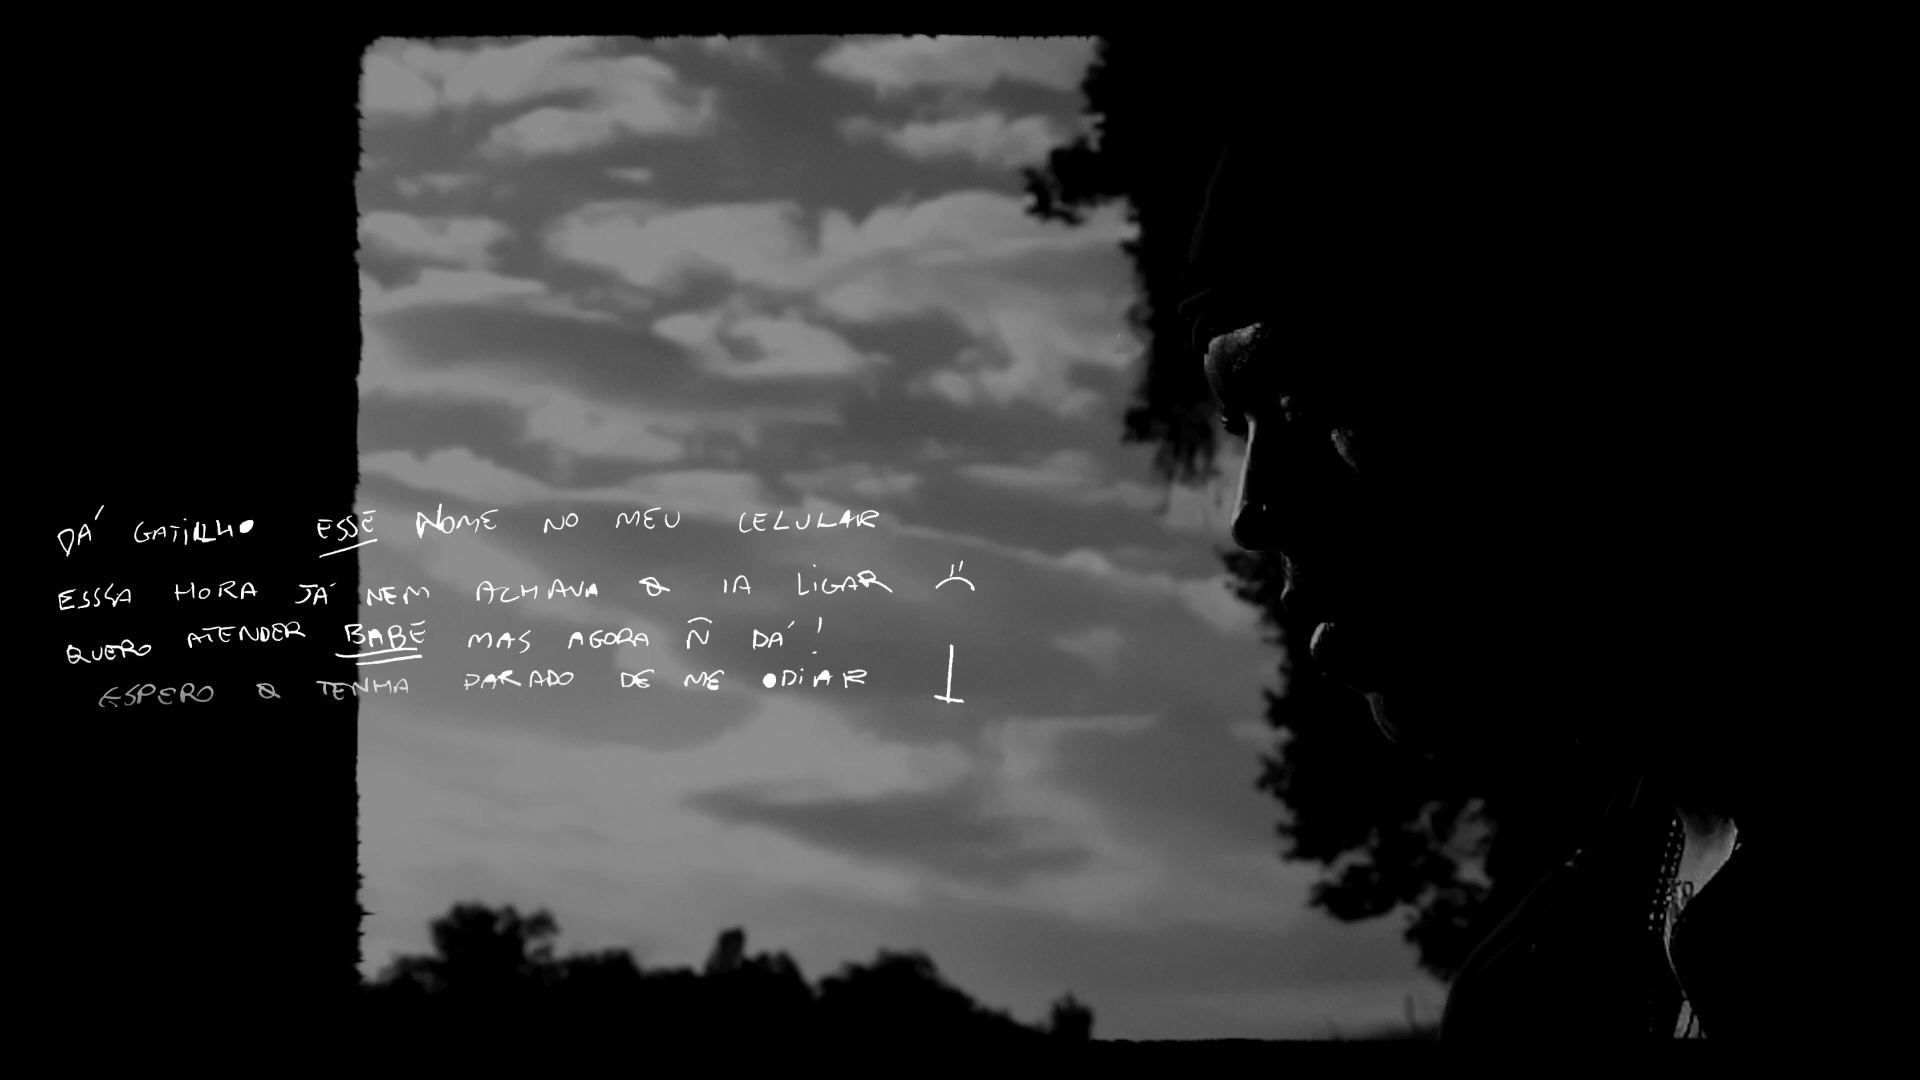 DÁ GATILHO ESSE NOME NO MEU CELULAR
ESSSA HORA JÁ NEM ACHAVA Q IA LIGAR
QUERO ATENDER BABE MAS AGORA Ñ DÁ!
ESPERO Q TENHA PARADO DE ME ODIAR